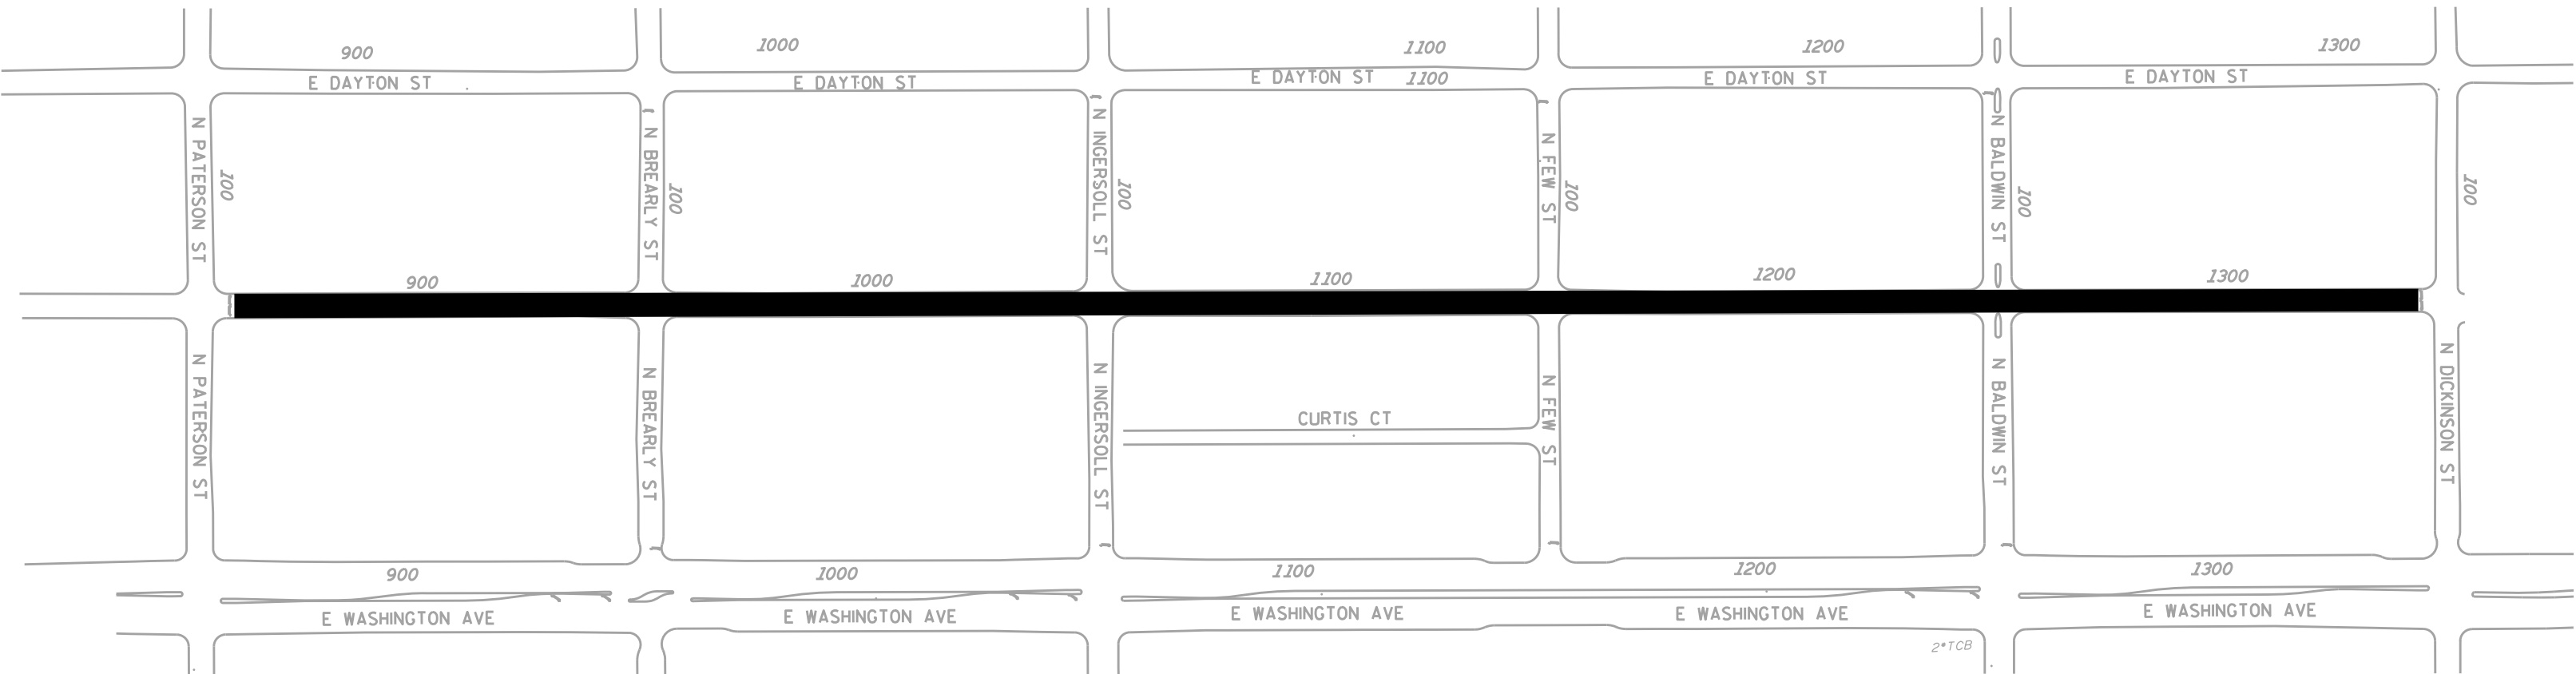 900
1000
1100
1200
1300
E DAYTON ST
E DAYTON ST
E DAYTON ST
1100
E DAYTON ST
E DAYTON ST
N PATERSON ST
100
N BREARLY ST
100
N INGERSOLL ST
100
N FEW ST
100
N BALDWIN ST
100
100
900
1000
1100
1200
1300
N PATERSON ST
N BREARLY ST
N INGERSOLL ST
CURTIS CT
N FEW ST
N BALDWIN ST
N DICKINSON ST
900
1000
1100
1200
1300
E WASHINGTON AVE
E WASHINGTON AVE
E WASHINGTON AVE
E WASHINGTON AVE
E WASHINGTON AVE
2"TCB